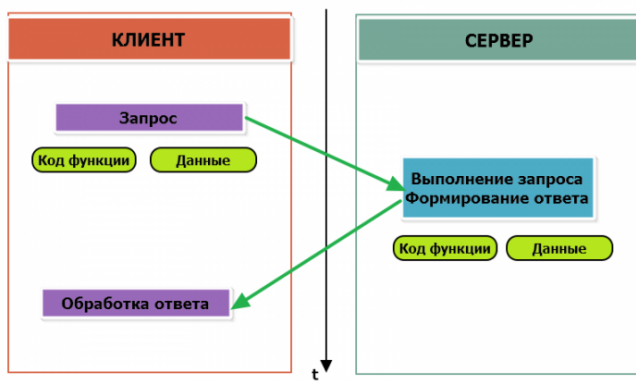 КЛИЕНТ
СЕРВЕР
Запрос
Код функции
Данные
Выполнение запроса
Формирование ответа
Код функции
Данные
Обработка ответа
t